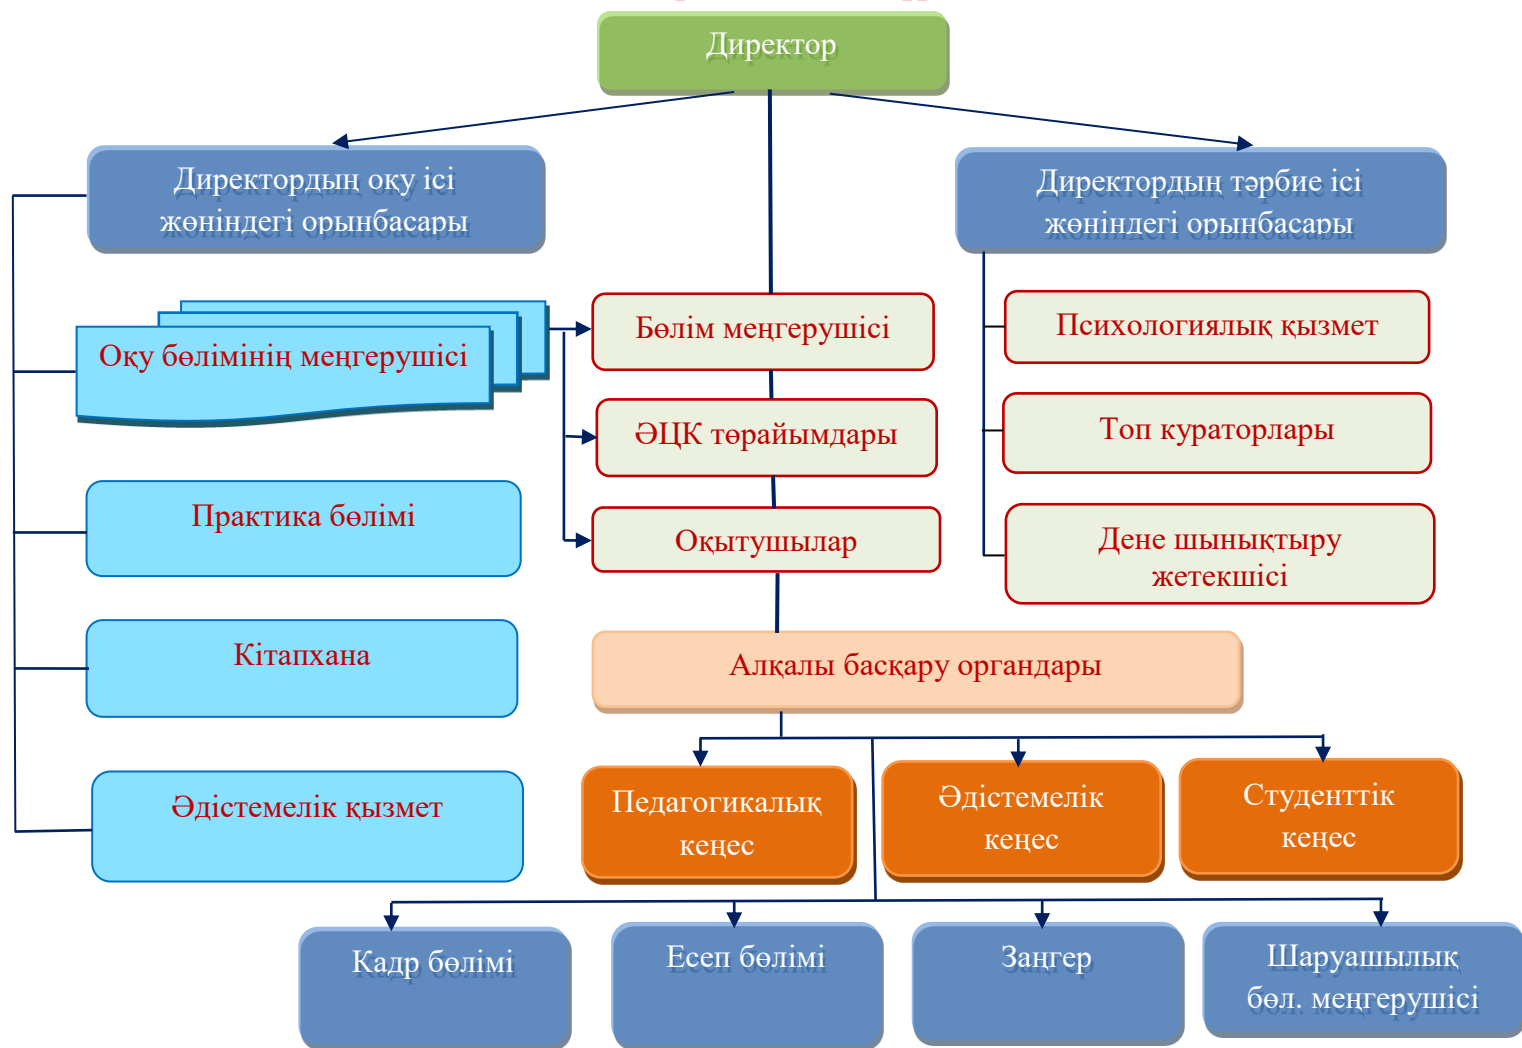 Директор
Директордың оқу ісі
жөніндегі орынбасары
Директордың тәрбие ісі
жөніндегі орынбасары
Оқу бөлімінің меңгерушісі
Бөлім меңгерушісі
Психологиялық қызмет
ӘЦК төрайымдары
Топ кураторлары
Практика бөлімі
Оқытушылар
Дене шынықтыру
жетекшісі
Кітапхана
Алқалы басқару органдары
Әдістемелік қызмет
Педагогикалық
кеңес
Әдістемелік
кеңес
Студенттік
кеңес
Кадр бөлімі
Есеп бөлімі
Заңгер
Шаруашылық
бөл. меңгерушісі